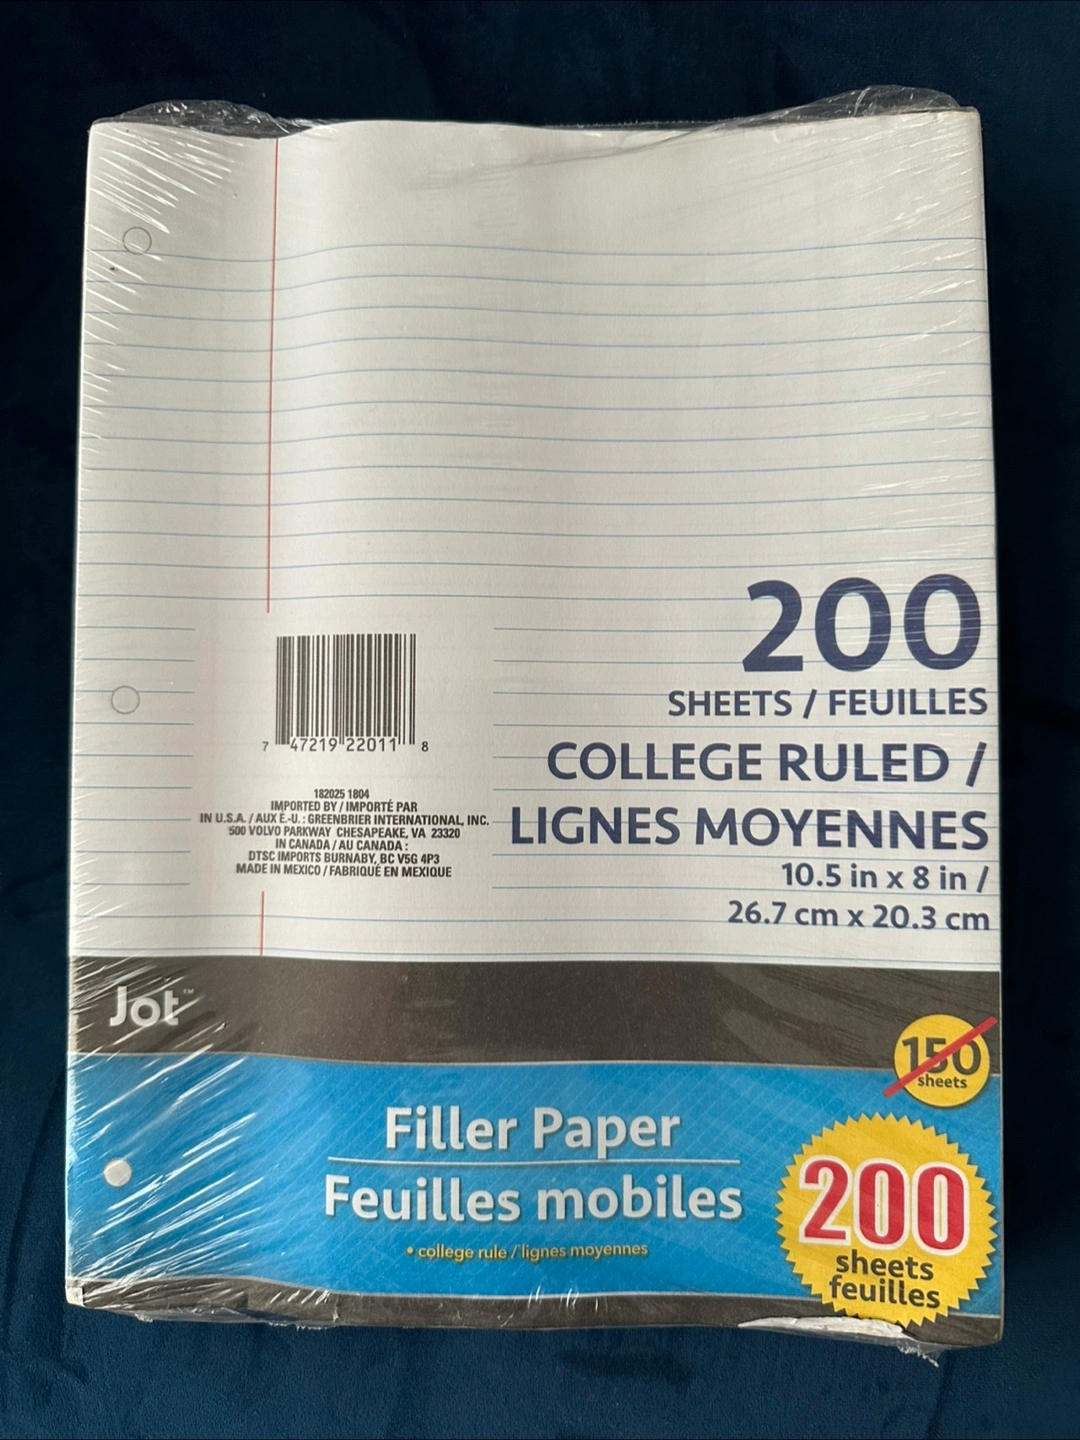 200
SHEETS / FEUILLES
COLLEGE RULED /
LIGNES MOYENNES
10.5 in x 8 in /
26.7 cm x 20.3 cm
7 47219 22011 8
182025 1804
IMPORTED BY / IMPORTÉ PAR
IN U.S.A. / AUX É.-U. : GREENBRIER INTERNATIONAL, INC.
500 VOLVO PARKWAY CHESAPEAKE, VA 23320
IN CANADA / AU CANADA :
DTSC IMPORTS BURNABY, BC V5G 4P3
MADE IN MEXICO / FABRIQUÉ EN MEXIQUE
Jot™
150
sheets
Filler Paper
Feuilles mobiles
• college rule / lignes moyennes
200
sheets
feuilles